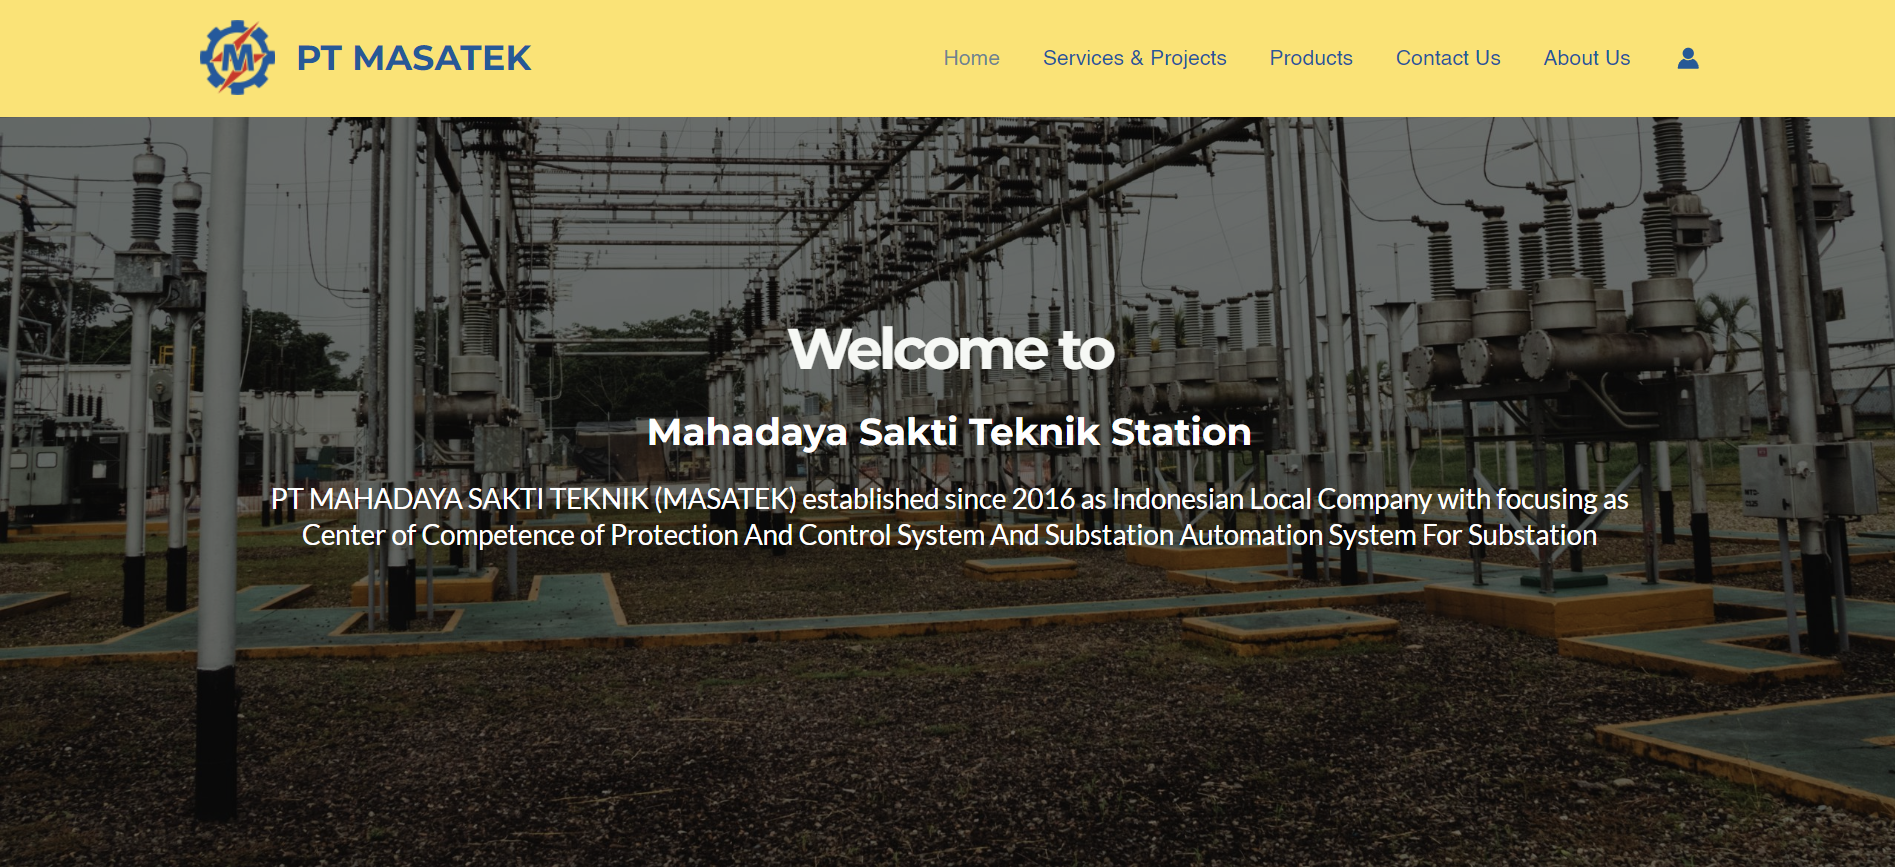 M
PT MASATEK
Home
Services & Projects
Products
Contact Us
About Us
Welcome to
Mahadaya Sakti Teknik Station
PT MAHADAYA SAKTI TEKNIK (MASATEK) established since 2016 as Indonesian Local Company with focusing as
Center of Competence of Protection And Control System And Substation Automation System For Substation